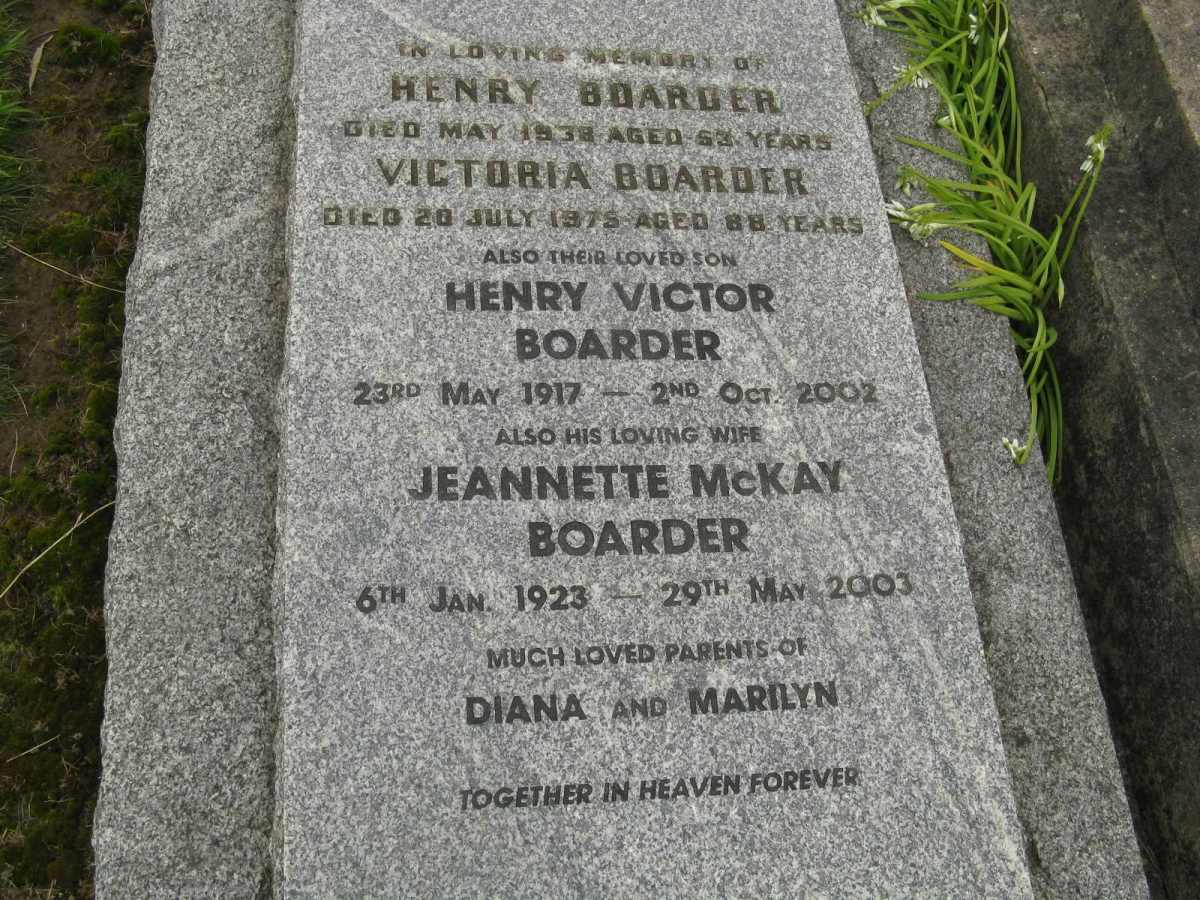 IN LOVING MEMORY OF
HENRY BOARDER
DIED MAY 1938 AGED 53 YEARS
VICTORIA BOARDER
DIED 20 JULY 1975 AGED 88 YEARS
ALSO THEIR LOVED SON
HENRY VICTOR
BOARDER
23RD MAY 1917 — 2ND OCT. 2002
ALSO HIS LOVING WIFE
JEANNETTE McKAY
BOARDER
6TH JAN. 1923 — 29TH MAY 2003
MUCH LOVED PARENTS OF
DIANA AND MARILYN
TOGETHER IN HEAVEN FOREVER